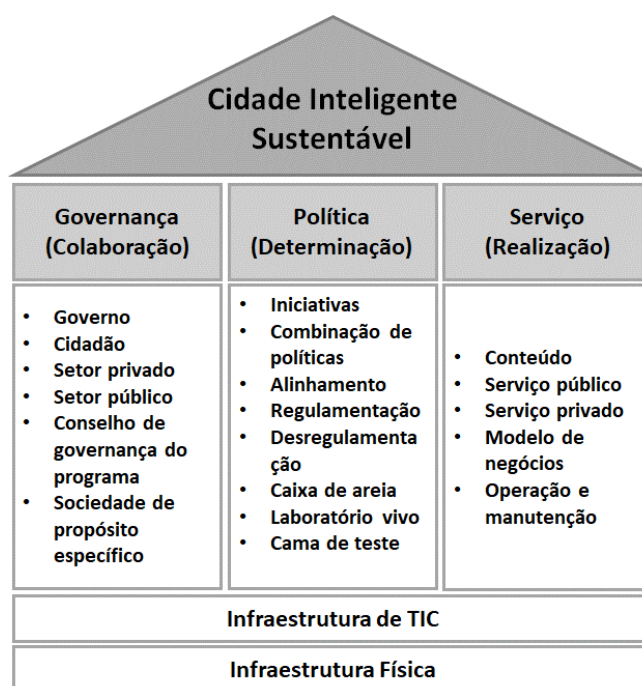 Cidade Inteligente
Sustentável
Governança
(Colaboração)
Política
(Determinação)
Serviço
(Realização)
• Governo
• Cidadão
• Setor privado
• Setor público
• Conselho de
governança do
programa
• Sociedade de
propósito
específico
• Iniciativas
• Combinação de
políticas
• Alinhamento
• Regulamentação
• Desregulamenta
ção
• Caixa de areia
• Laboratório vivo
• Cama de teste
• Conteúdo
• Serviço público
• Serviço privado
• Modelo de
negócios
• Operação e
manutenção
Infraestrutura de TIC
Infraestrutura Física